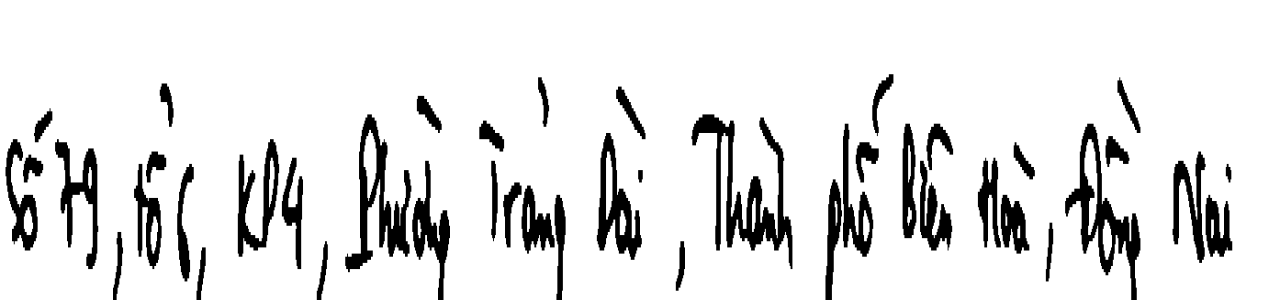 Số 79, tổ 6, KP4, Phường Trảng Dài, Thành phố Biên Hoà, Đồng Nai